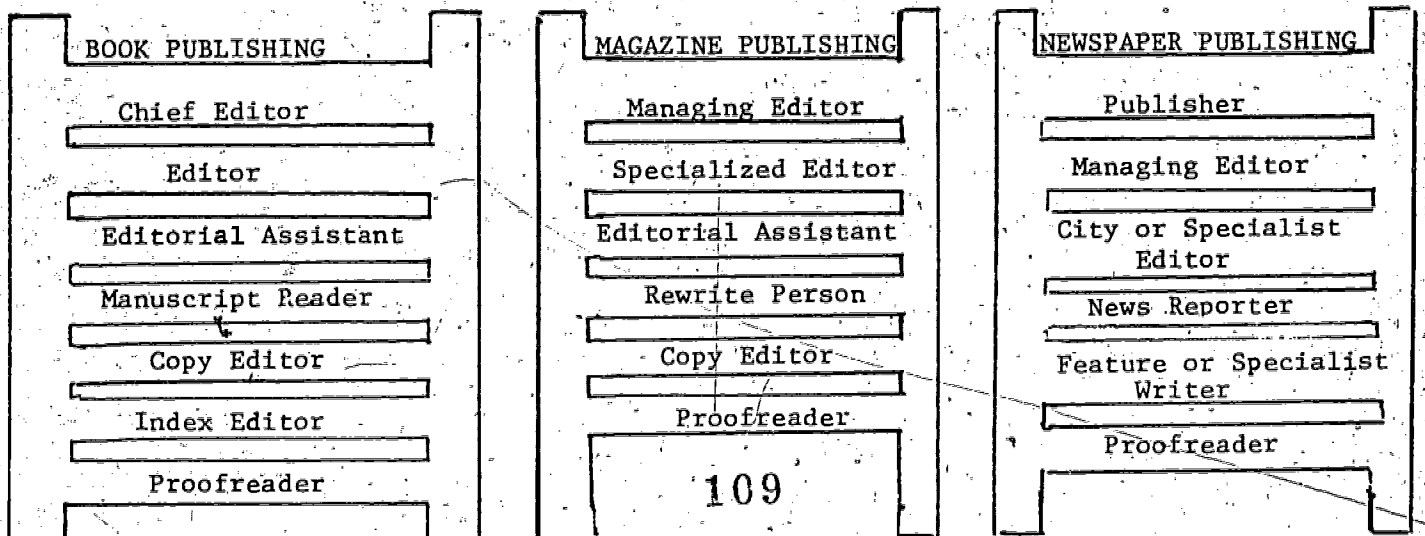 BOOK PUBLISHING
Chief Editor
Editor
Editorial Assistant
Manuscript Reader
Copy Editor
Index Editor
Proofreader
MAGAZINE PUBLISHING
Managing Editor
Specialized Editor
Editorial Assistant
Rewrite Person
Copy Editor
Proofreader
109
NEWSPAPER PUBLISHING
Publisher
Managing Editor
City or Specialist
Editor
News Reporter
Feature or Specialist
Writer
Proofreader